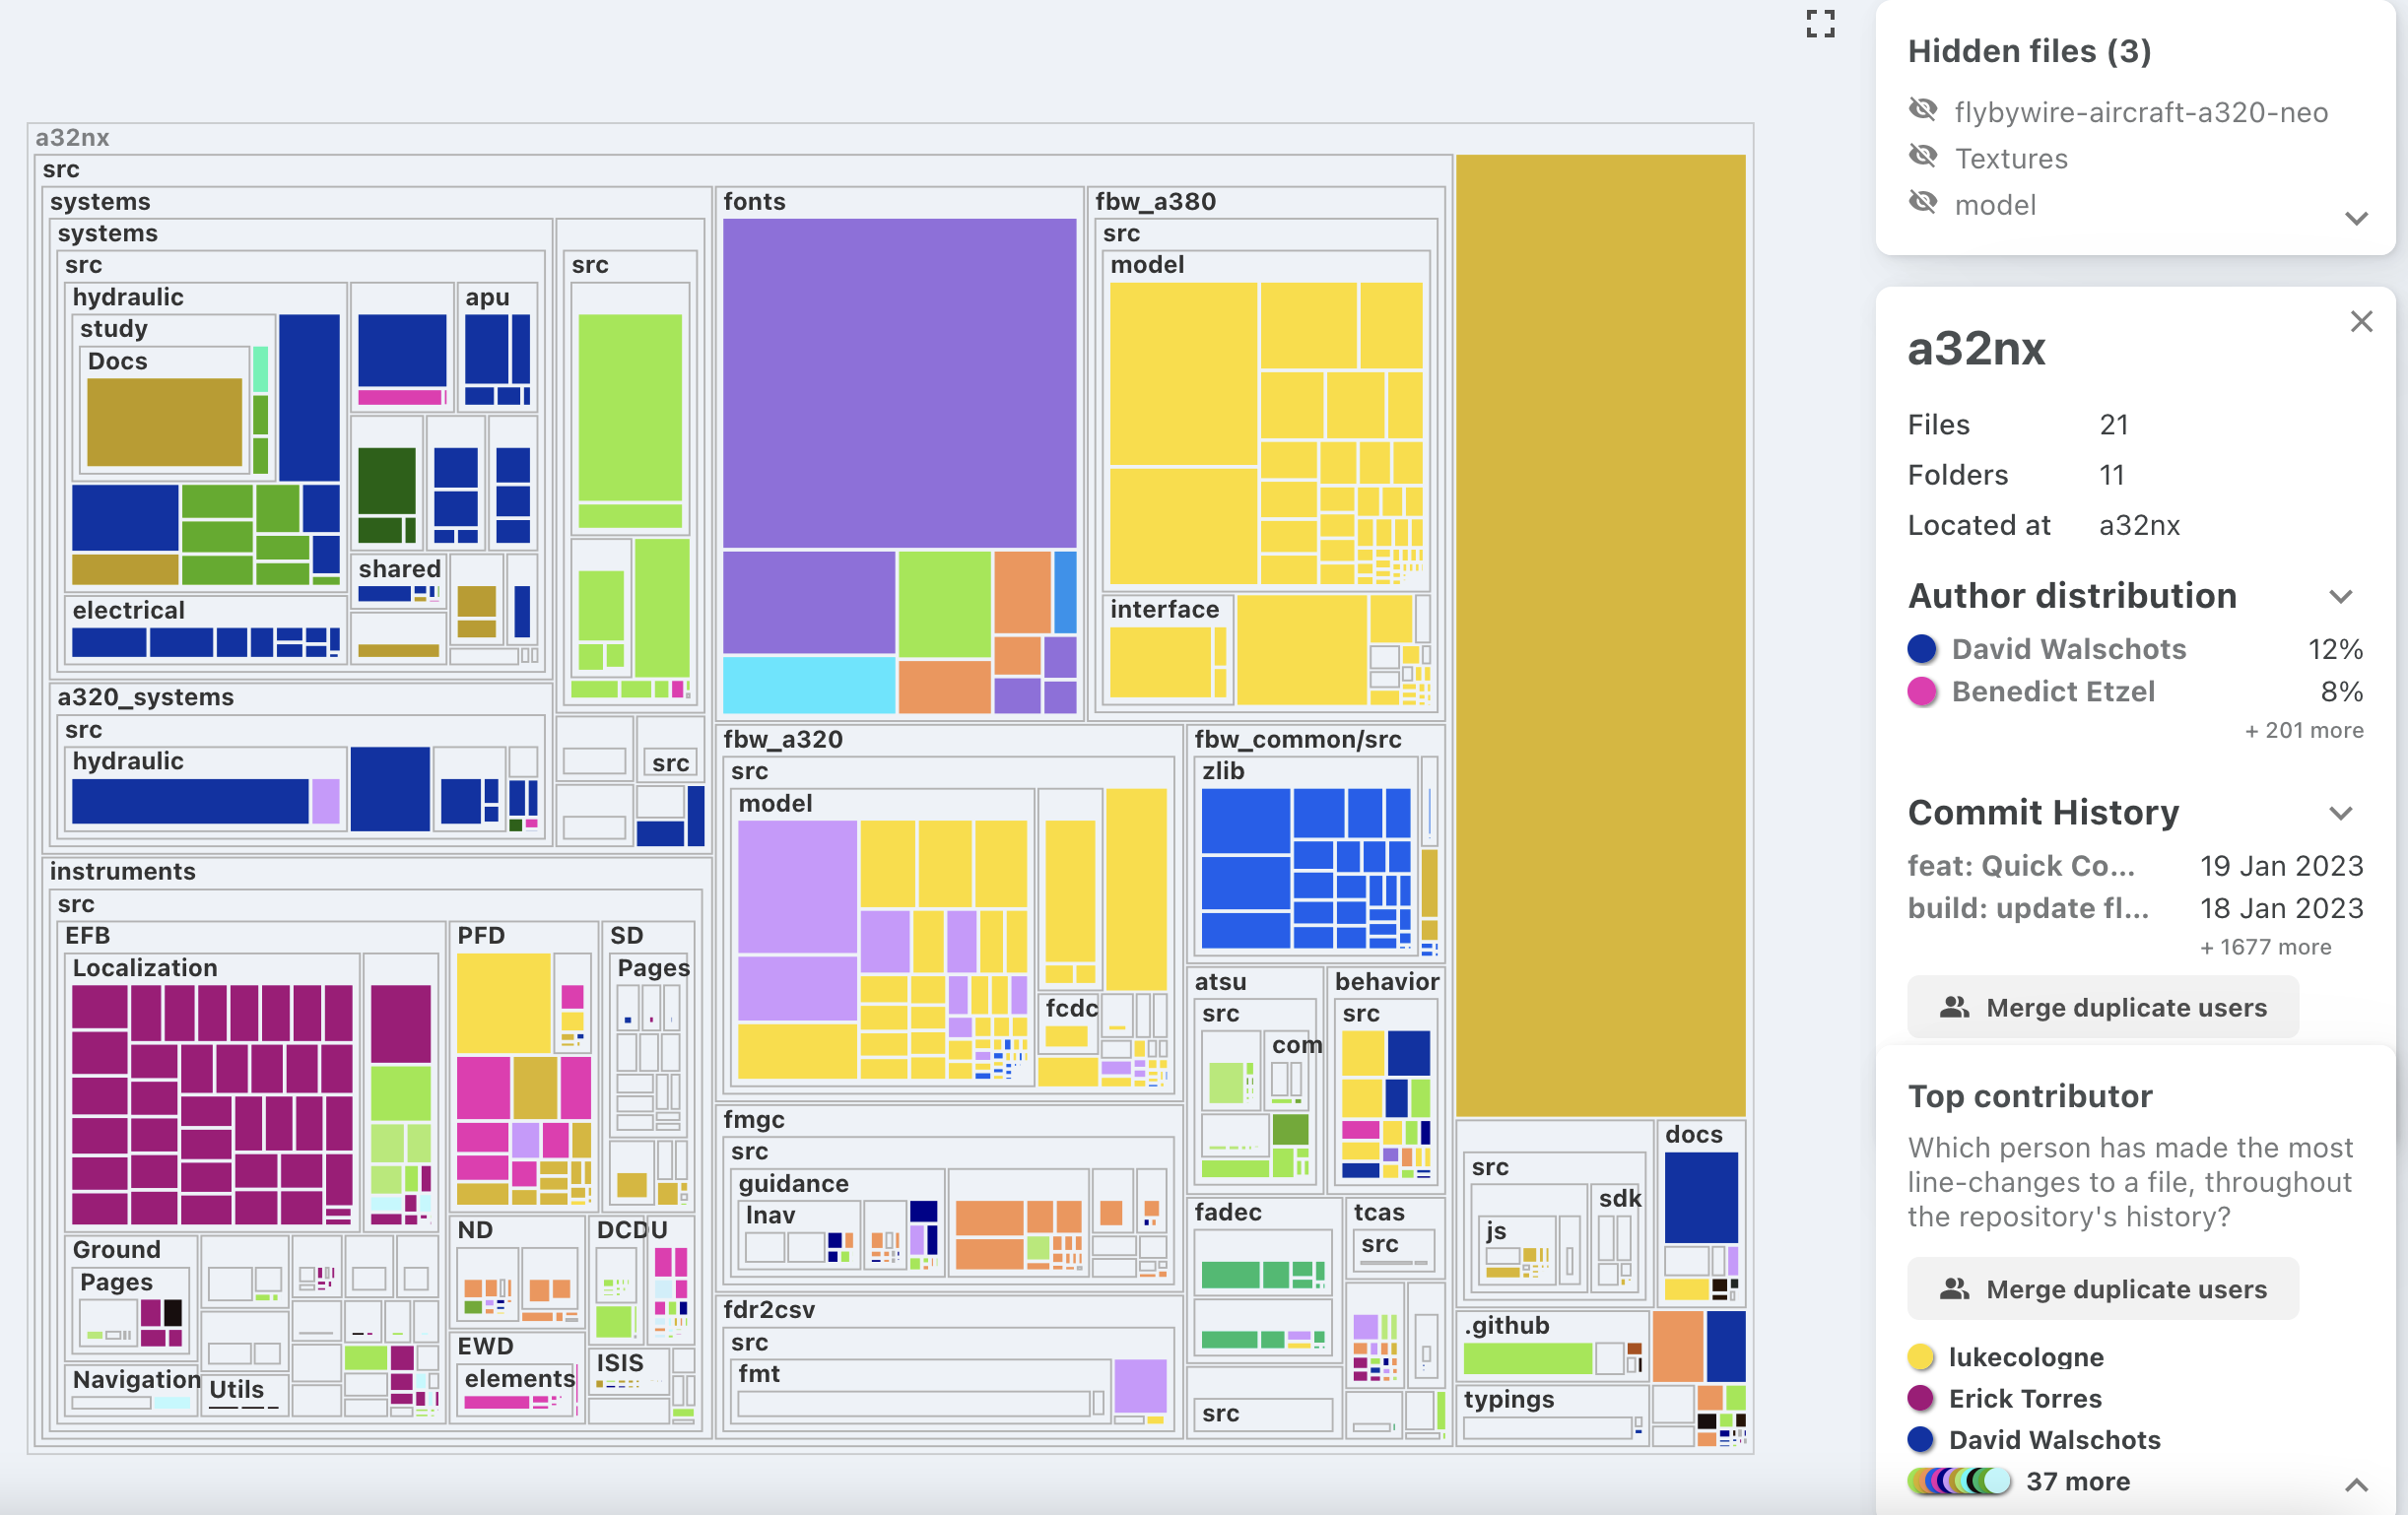 a32nx
src
systems
systems
src
hydraulic
study
Docs
apu
shared
electrical
a320_systems
src
hydraulic
src
src
fonts
fbw_a380
src
model
interface
fbw_a320
src
model
fcdc
fbw_common/src
zlib
instruments
src
EFB
Localization
PFD
SD
Pages
Ground
Pages
Navigation
Utils
ND
DCDU
EWD
elements
ISIS
fmgc
src
guidance
lnav
fdr2csv
src
fmt
atsu
src
com
behavior
src
fadec
src
tcas
src
src
js
sdk
docs
.github
typings
Hidden files (3)
flybywire-aircraft-a320-neo
Textures
model
a32nx
Files 21
Folders 11
Located at a32nx
Author distribution
David Walschots 12%
Benedict Etzel 8%
+ 201 more
Commit History
feat: Quick Co... 19 Jan 2023
build: update fl... 18 Jan 2023
+ 1677 more
Merge duplicate users
Top contributor
Which person has made the most
line-changes to a file, throughout
the repository's history?
Merge duplicate users
lukecologne
Erick Torres
David Walschots
37 more